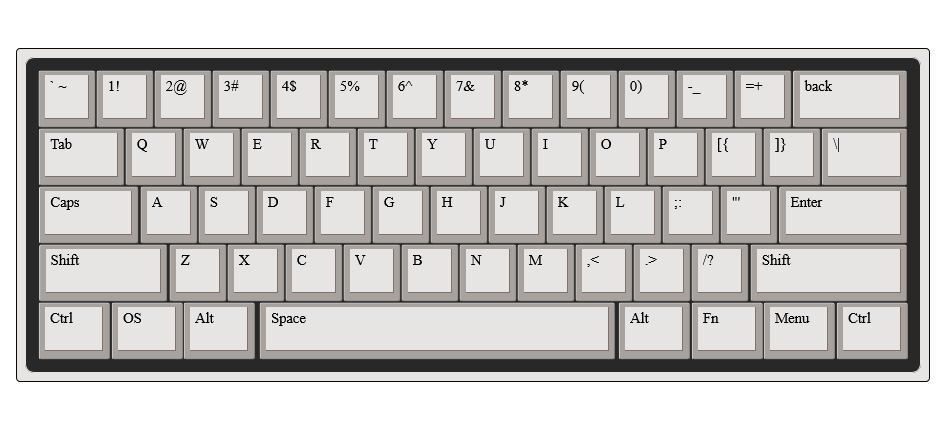 ` ~ 1! 2@ 3# 4$ 5% 6^ 7& 8* 9( 0) -_ =+ back
Tab Q W E R T Y U I O P [{ ]} \|
Caps A S D F G H J K L ;: '" Enter
Shift Z X C V B N M ,< .> /? Shift
Ctrl OS Alt Space Alt Fn Menu Ctrl